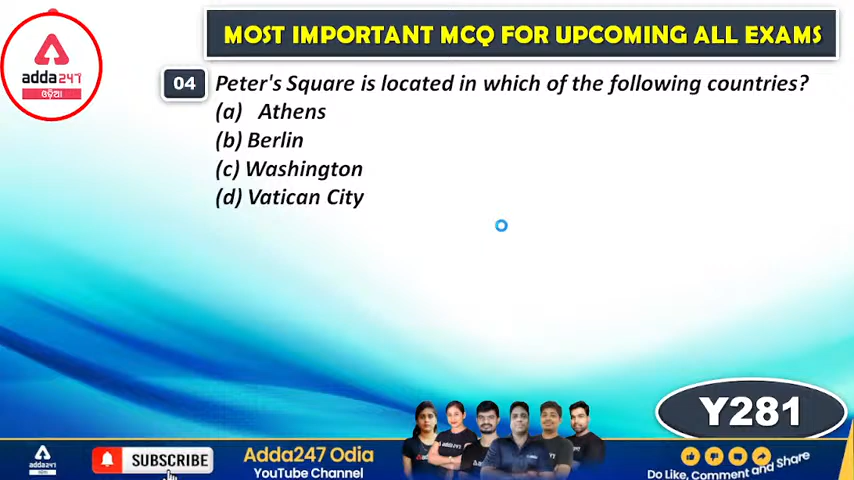 MOST IMPORTANT MCQ FOR UPCOMING ALL EXAMS
adda247
ଓଡ଼ିଆ
04 Peter's Square is located in which of the following countries?
(a) Athens
(b) Berlin
(c) Washington
(d) Vatican City
Y281
adda247
SUBSCRIBE
Adda247 Odia
YouTube Channel
Do Like, Comment and Share